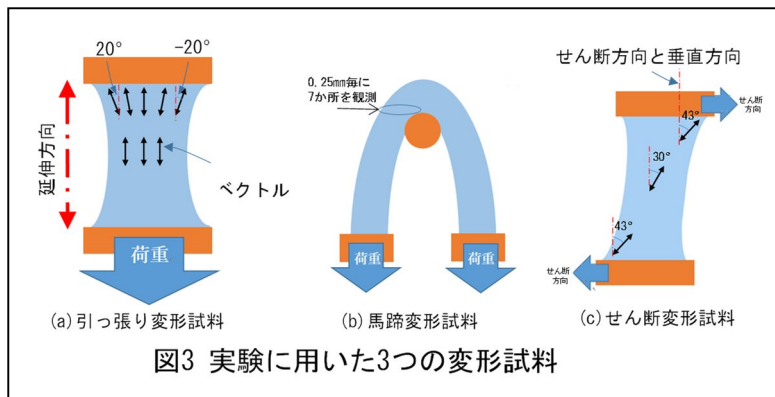 20°
-20°
延伸方向
ベクトル
荷重
(a)引っ張り変形試料
0.25mm毎に
7か所を観測
荷重
荷重
(b)馬蹄変形試料
せん断方向と垂直方向
せん断
方向
43°
30°
43°
せん断
方向
(c)せん断変形試料
図3 実験に用いた3つの変形試料